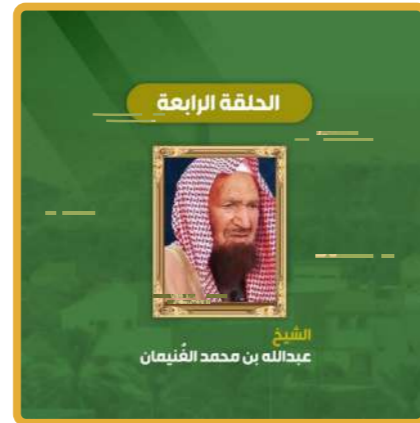 الحلقة الرابعة
الشيخ
عبدالله بن محمد الغُنيمان